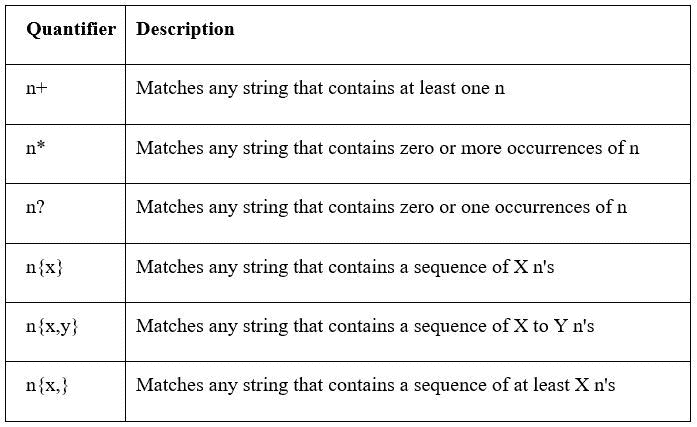 Quantifier Description
n+ Matches any string that contains at least one n
n* Matches any string that contains zero or more occurrences of n
n? Matches any string that contains zero or one occurrences of n
n{x} Matches any string that contains a sequence of X n's
n{x,y} Matches any string that contains a sequence of X to Y n's
n{x,} Matches any string that contains a sequence of at least X n's